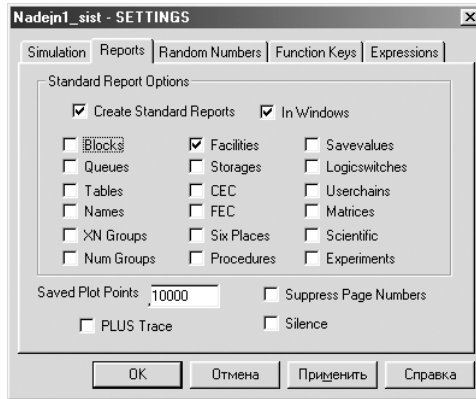 Nadejn1_sist - SETTINGS
Simulation Reports Random Numbers Function Keys Expressions
Standard Report Options
Create Standard Reports In Windows
Blocks Facilities Savevalues
Queues Storages Logicswitches
Tables CEC Userchains
Names FEC Matrices
XN Groups Six Places Scientific
Num Groups Procedures Experiments
Saved Plot Points 10000 Suppress Page Numbers
PLUS Trace Silence
OK Отмена Применить Справка